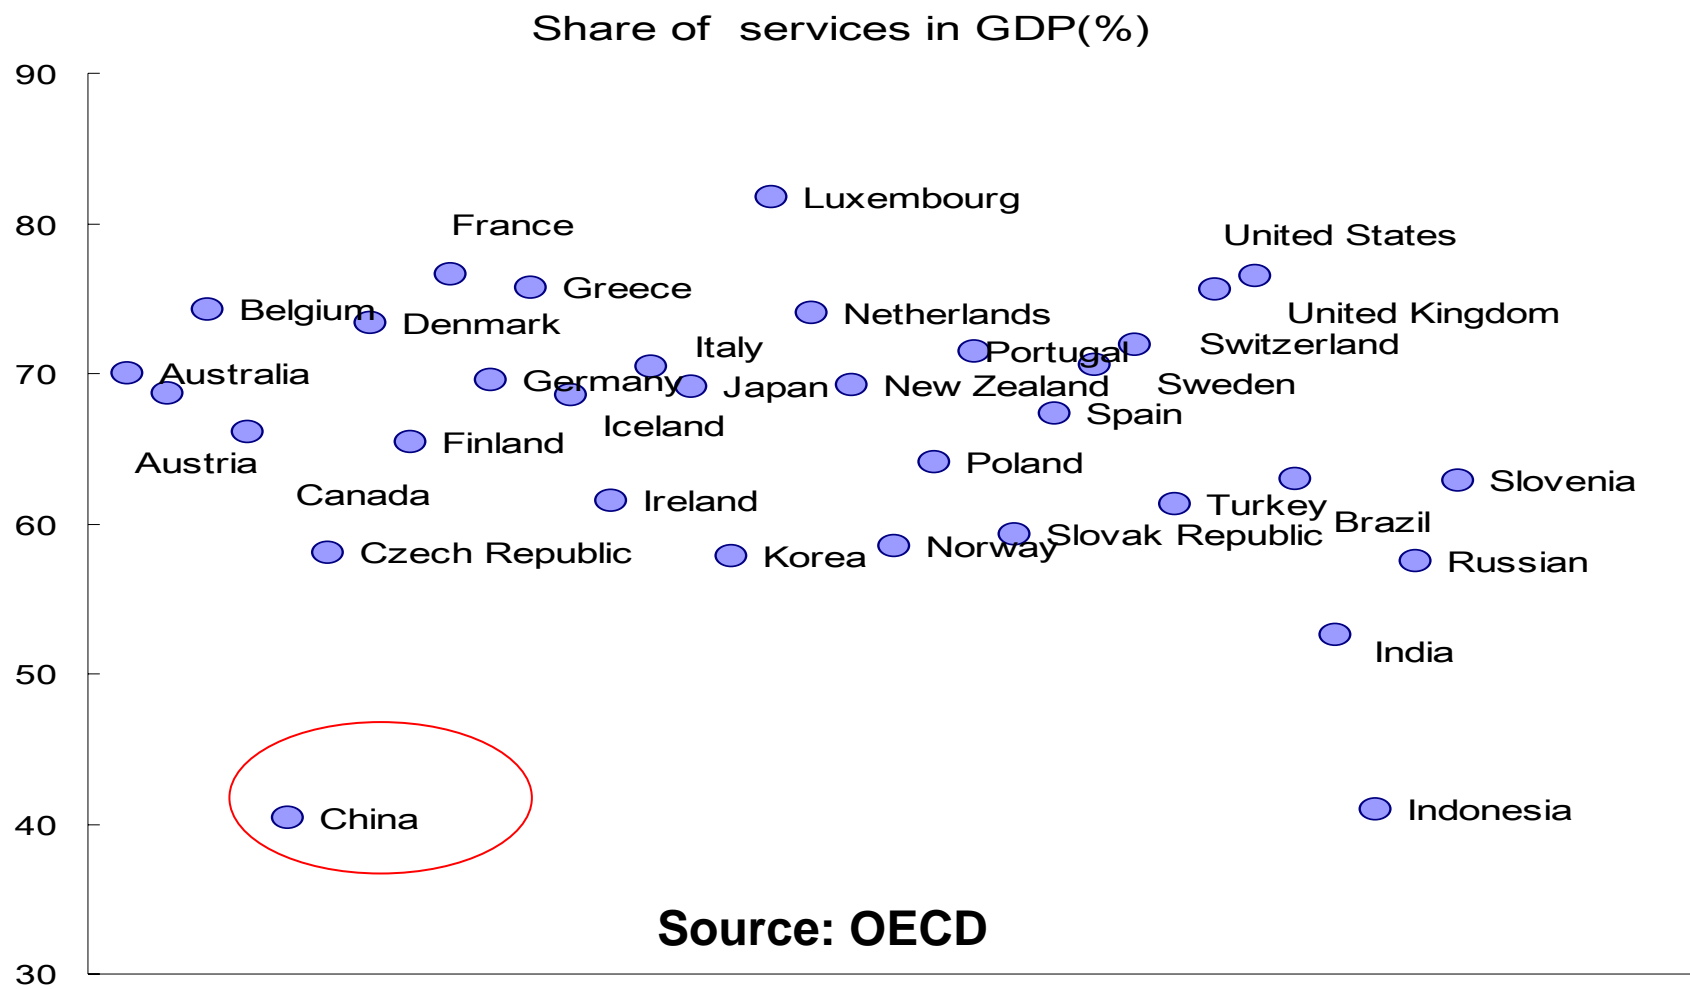 Share of services in GDP(%)
90
Luxembourg
80
France
United States
Greece
Belgium
Netherlands
United Kingdom
Denmark
Italy
Portugal
Switzerland
70
Australia
Germany
Japan
New Zealand
Sweden
Iceland
Spain
Finland
Austria
Poland
Slovenia
Canada
Ireland
Turkey
60
Brazil
Slovak Republic
Norway
Czech Republic
Korea
Russian
India
50
Indonesia
China
40
Source: OECD
30